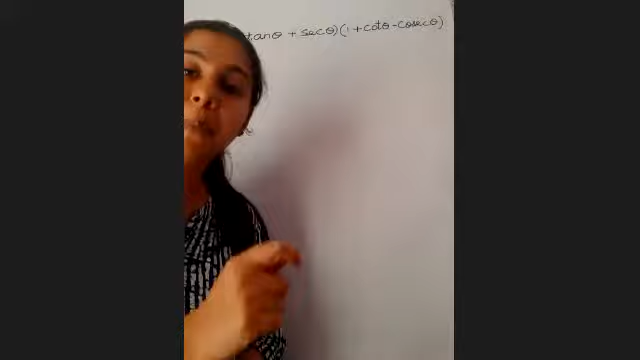 tanθ + secθ)(1 + cotθ - cosecθ)